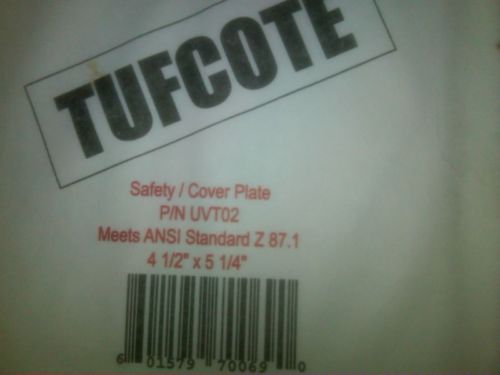 TUFCOTE
Safety / Cover Plate
P/N UVT02
Meets ANSI Standard Z 87.1
4 1/2" x 5 1/4"
6 01579 70069 0